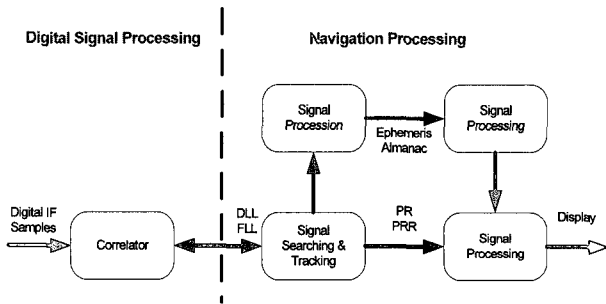 Digital Signal Processing
Navigation Processing
Signal
Procession
Ephemeris
Almanac
Signal
Processing
Digital IF
Samples
Correlator
DLL
FLL
Signal
Searching &
Tracking
PR
PRR
Signal
Processing
Display